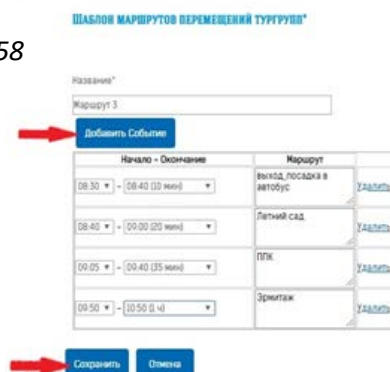 ШАБЛОН МАРШРУТОВ ПЕРЕМЕЩЕНИЙ ТУРГРУПП*
58
Название*
Маршрут 3
Добавить Событие
Начало – Окончание Маршрут
08:30 – 08:40 (10 мин) выход, посадка в автобус Удалить
08:40 – 09:00 (20 мин) Летний сад Удалить
09:05 – 09:40 (35 мин) ППК Удалить
09:50 – 10:50 (1 ч) Эрмитаж Удалить
Сохранить Отмена